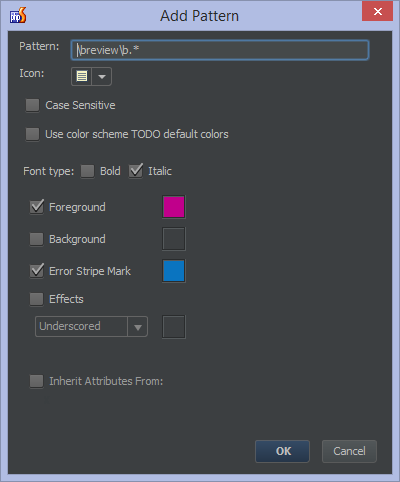 Add Pattern
Pattern: \breview\b.*
Icon:
Case Sensitive
Use color scheme TODO default colors
Font type: Bold Italic
Foreground
Background
Error Stripe Mark
Effects
Underscored
Inherit Attributes From:
OK Cancel